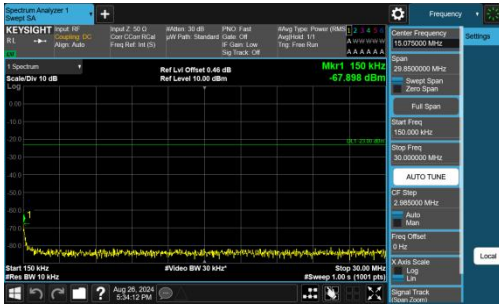 Spectrum Analyzer 1
Swept SA
Frequency
KEYSIGHT
Input: RF
Coupling: DC
Align: Auto
Input Z: 50 Ω
Corr CCorr RCal
Freq Ref: Int (S)
#Atten: 30 dB
µW Path: Standard
PNO: Fast
Gate: Off
IF Gain: Low
Sig Track: Off
#Avg Type: Power (RMS)
Avg|Hold: 1/1
Trig: Free Run
1 2 3 4 5 6
A W W W W W
A A A A A A
RL
1 Spectrum
Scale/Div 10 dB
Log
Ref Lvl Offset 0.46 dB
Ref Level 10.00 dBm
Mkr1 150 kHz
-67.898 dBm
0.00
-10.0
-20.0
-30.0
-40.0
-50.0
-60.0
-70.0
-80.0
1
Start 150 kHz
#Res BW 10 kHz
#Video BW 30 kHz*
Stop 30.00 MHz
#Sweep 1.00 s (1001 pts)
Aug 26, 2024
5:34:12 PM
Center Frequency
15.075000 MHz
Settings
Span
29.8500000 MHz
Swept Span
Zero Span
Full Span
Start Freq
150.000 kHz
Stop Freq
30.000000 MHz
AUTO TUNE
CF Step
2.985000 MHz
Auto
Man
Freq Offset
0 Hz
X Axis Scale
Log
Lin
Signal Track
(Span Zoom)
Local